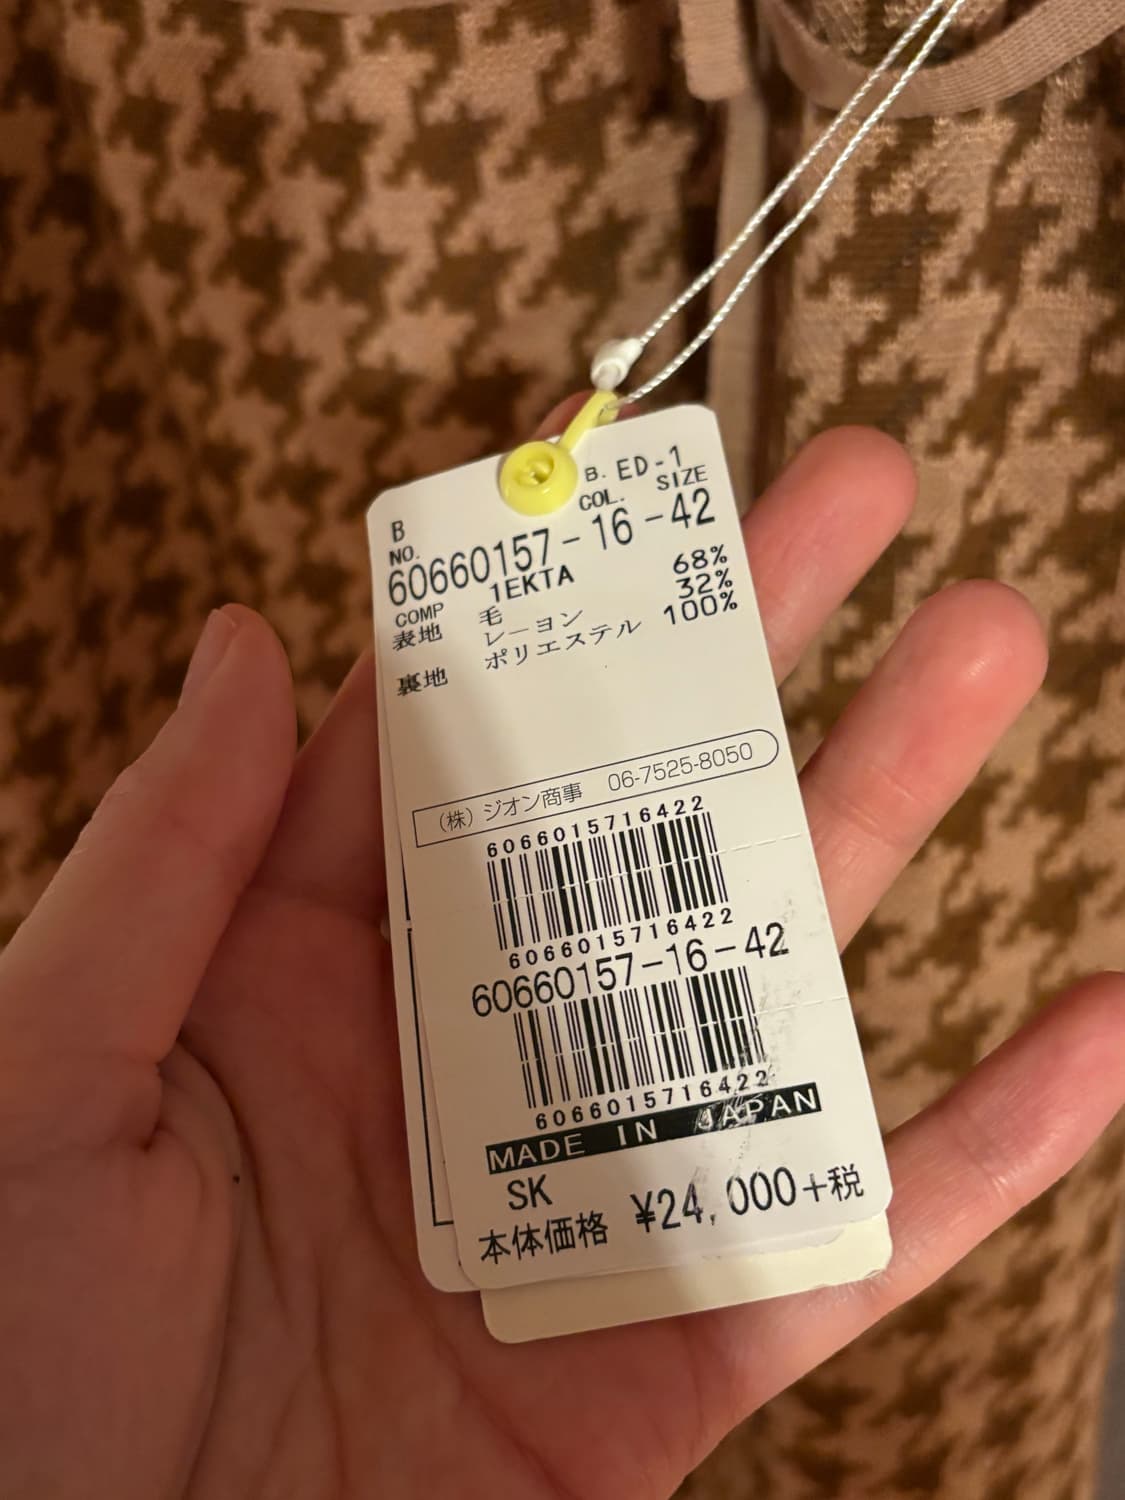 B. ED-1
B
NO. COL. SIZE
60660157-16-42
COMP 1EKTA
表地 毛 68%
レーヨン 32%
裏地 ポリエステル 100%
(株) ジオン商事 06-7525-8050
6066015716422
6066015716422
60660157-16-42
6066015716422
MADE IN JAPAN
SK
本体価格 ¥24,000+税